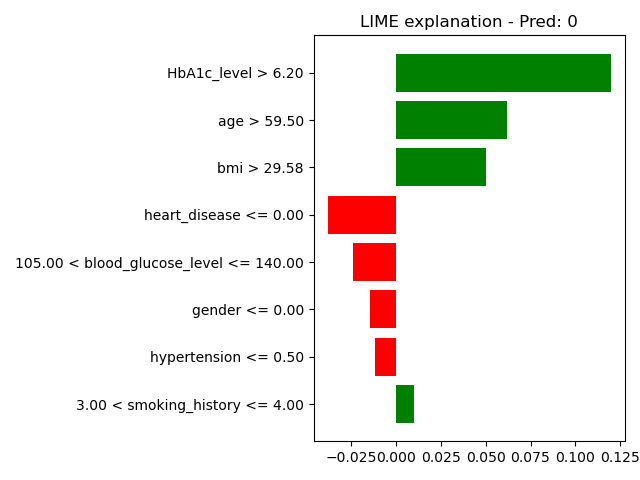 LIME explanation - Pred: 0
HbA1c_level > 6.20
age > 59.50
bmi > 29.58
heart_disease <= 0.00
105.00 < blood_glucose_level <= 140.00
gender <= 0.00
hypertension <= 0.50
3.00 < smoking_history <= 4.00
−0.025 0.000 0.025 0.050 0.075 0.100 0.125